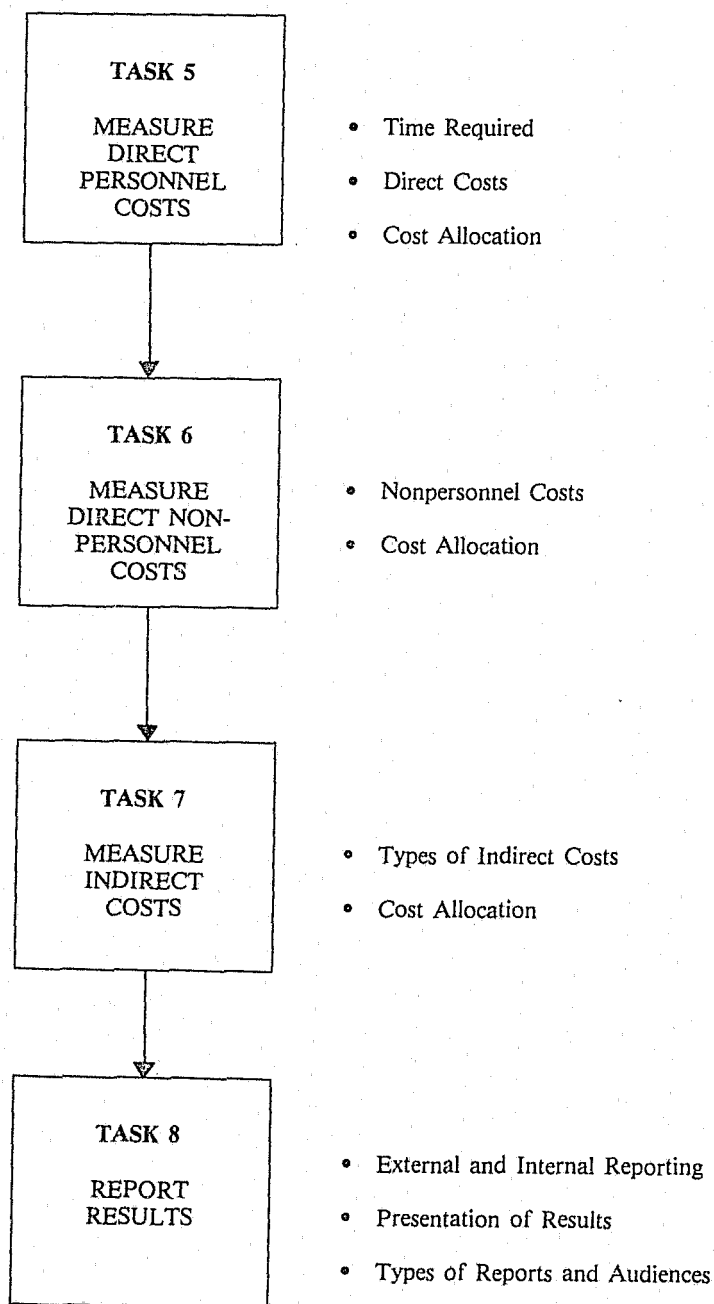 TASK 5
MEASURE
DIRECT
PERSONNEL
COSTS
• Time Required
• Direct Costs
• Cost Allocation
TASK 6
MEASURE
DIRECT NON-
PERSONNEL
COSTS
• Nonpersonnel Costs
• Cost Allocation
TASK 7
MEASURE
INDIRECT
COSTS
• Types of Indirect Costs
• Cost Allocation
TASK 8
REPORT
RESULTS
• External and Internal Reporting
• Presentation of Results
• Types of Reports and Audiences